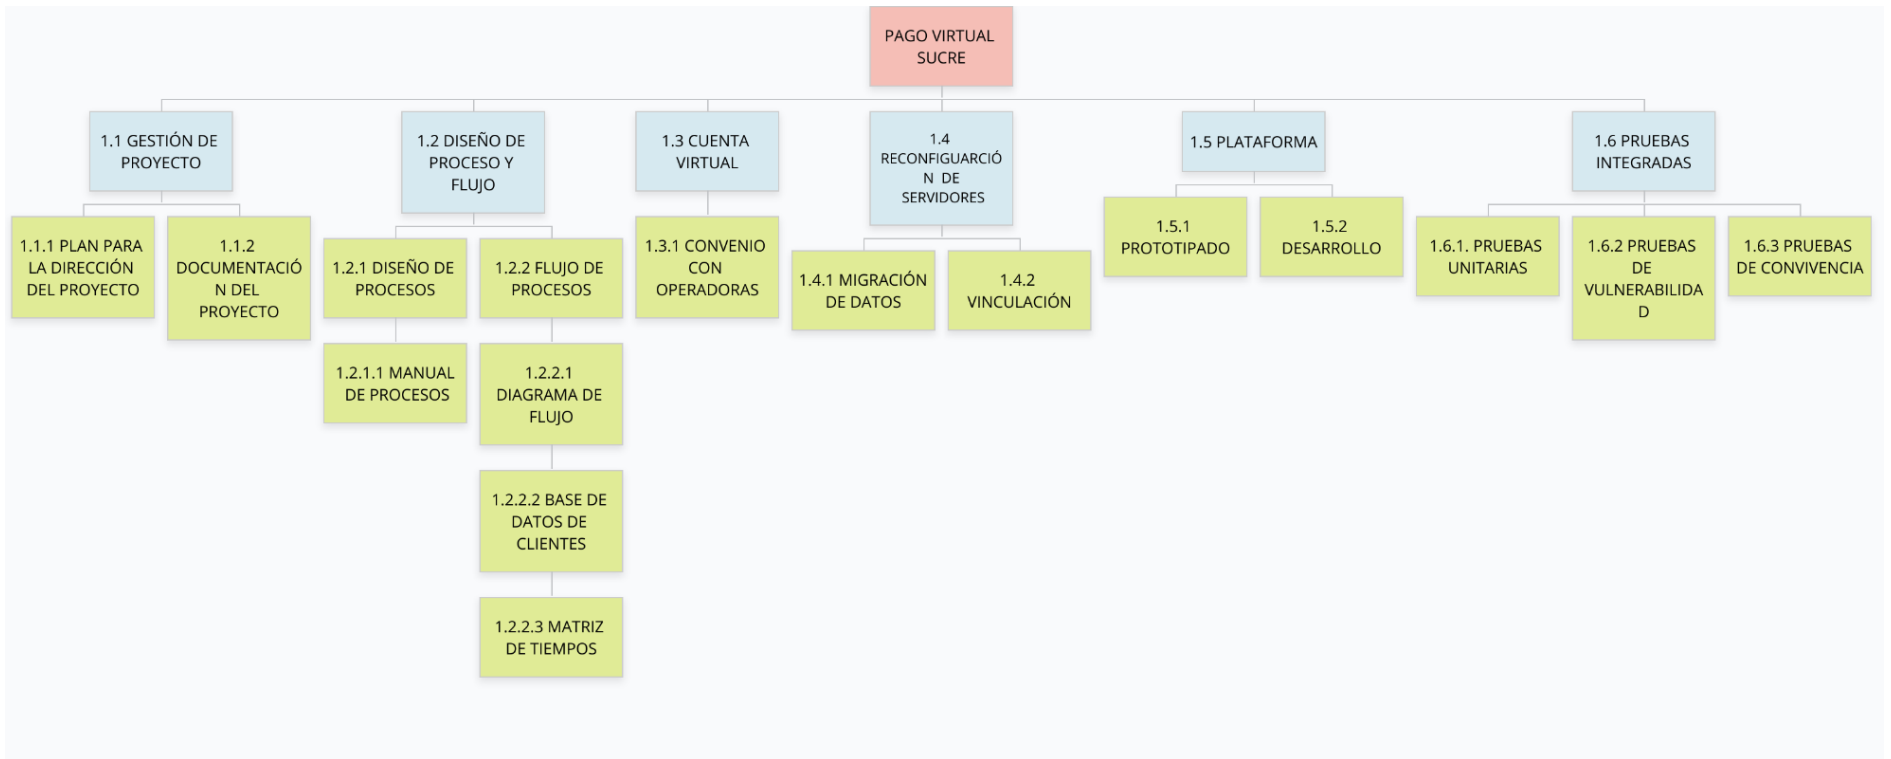 PAGO VIRTUAL
SUCRE
1.1 GESTIÓN DE
PROYECTO
1.2 DISEÑO DE
PROCESO Y
FLUJO
1.3 CUENTA
VIRTUAL
1.4
RECONFIGUARCIÓ
N DE
SERVIDORES
1.5 PLATAFORMA
1.6 PRUEBAS
INTEGRADAS
1.1.1 PLAN PARA
LA DIRECCIÓN
DEL PROYECTO
1.1.2
DOCUMENTACIÓ
N DEL
PROYECTO
1.2.1 DISEÑO DE
PROCESOS
1.2.2 FLUJO DE
PROCESOS
1.3.1 CONVENIO
CON
OPERADORAS
1.4.1 MIGRACIÓN
DE DATOS
1.4.2
VINCULACIÓN
1.5.1
PROTOTIPADO
1.5.2
DESARROLLO
1.6.1. PRUEBAS
UNITARIAS
1.6.2 PRUEBAS
DE
VULNERABILIDA
D
1.6.3 PRUEBAS
DE CONVIVENCIA
1.2.1.1 MANUAL
DE PROCESOS
1.2.2.1
DIAGRAMA DE
FLUJO
1.2.2.2 BASE DE
DATOS DE
CLIENTES
1.2.2.3 MATRIZ
DE TIEMPOS